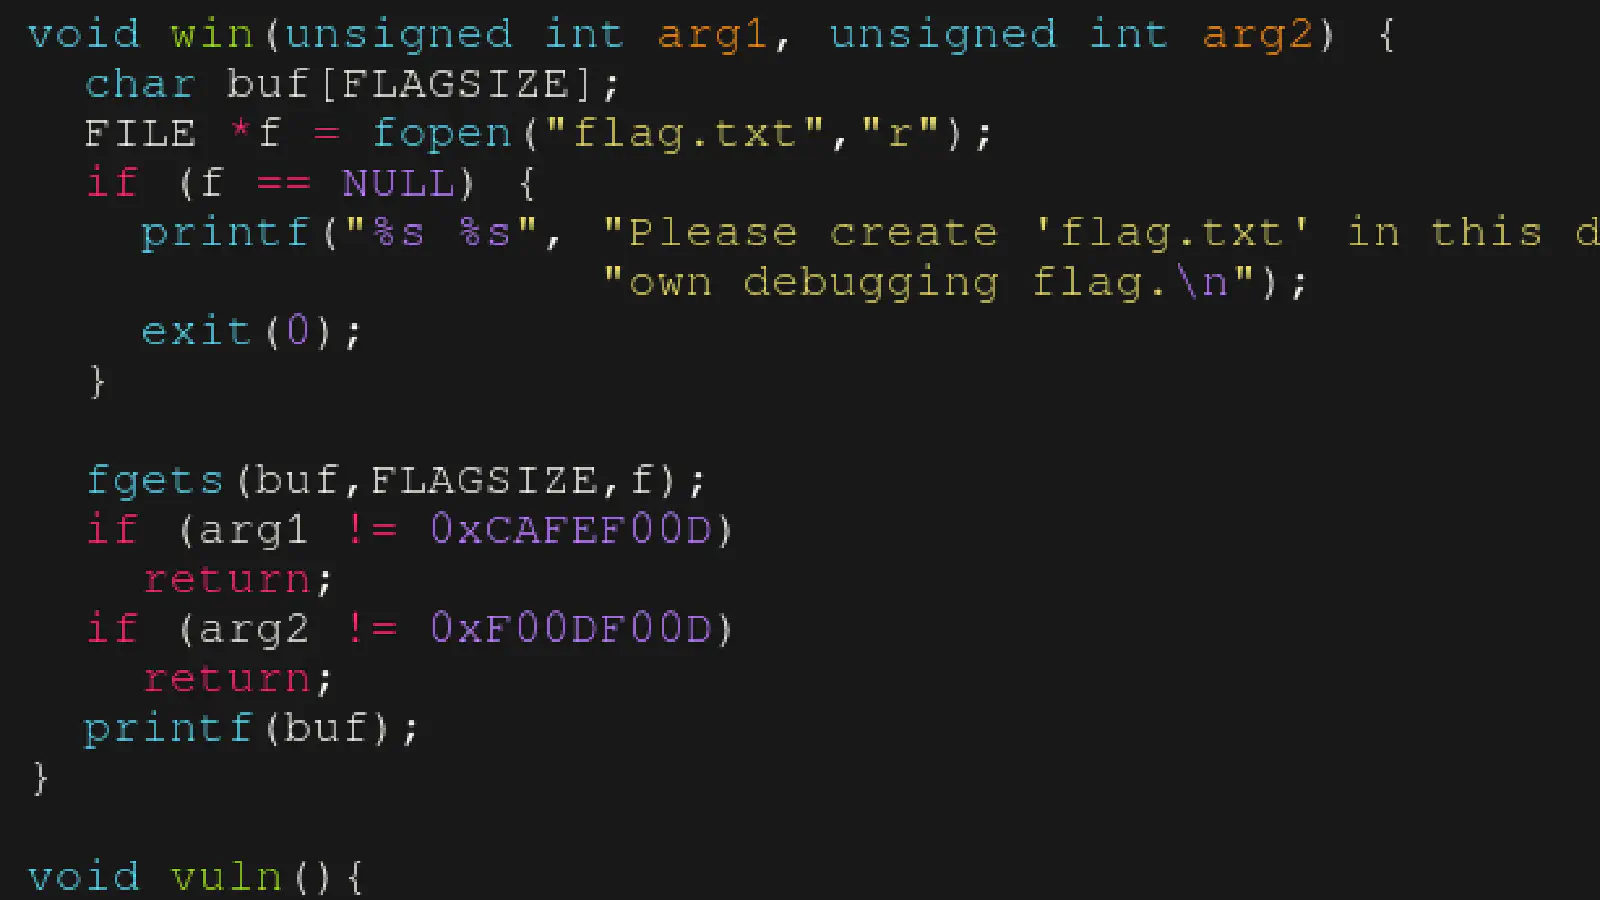 void win(unsigned int arg1, unsigned int arg2) {
  char buf[FLAGSIZE];
  FILE *f = fopen("flag.txt","r");
  if (f == NULL) {
    printf("%s %s", "Please create 'flag.txt' in this d
                    "own debugging flag.\n");
    exit(0);
  }

  fgets(buf,FLAGSIZE,f);
  if (arg1 != 0xCAFEF00D)
    return;
  if (arg2 != 0xF00DF00D)
    return;
  printf(buf);
}

void vuln(){